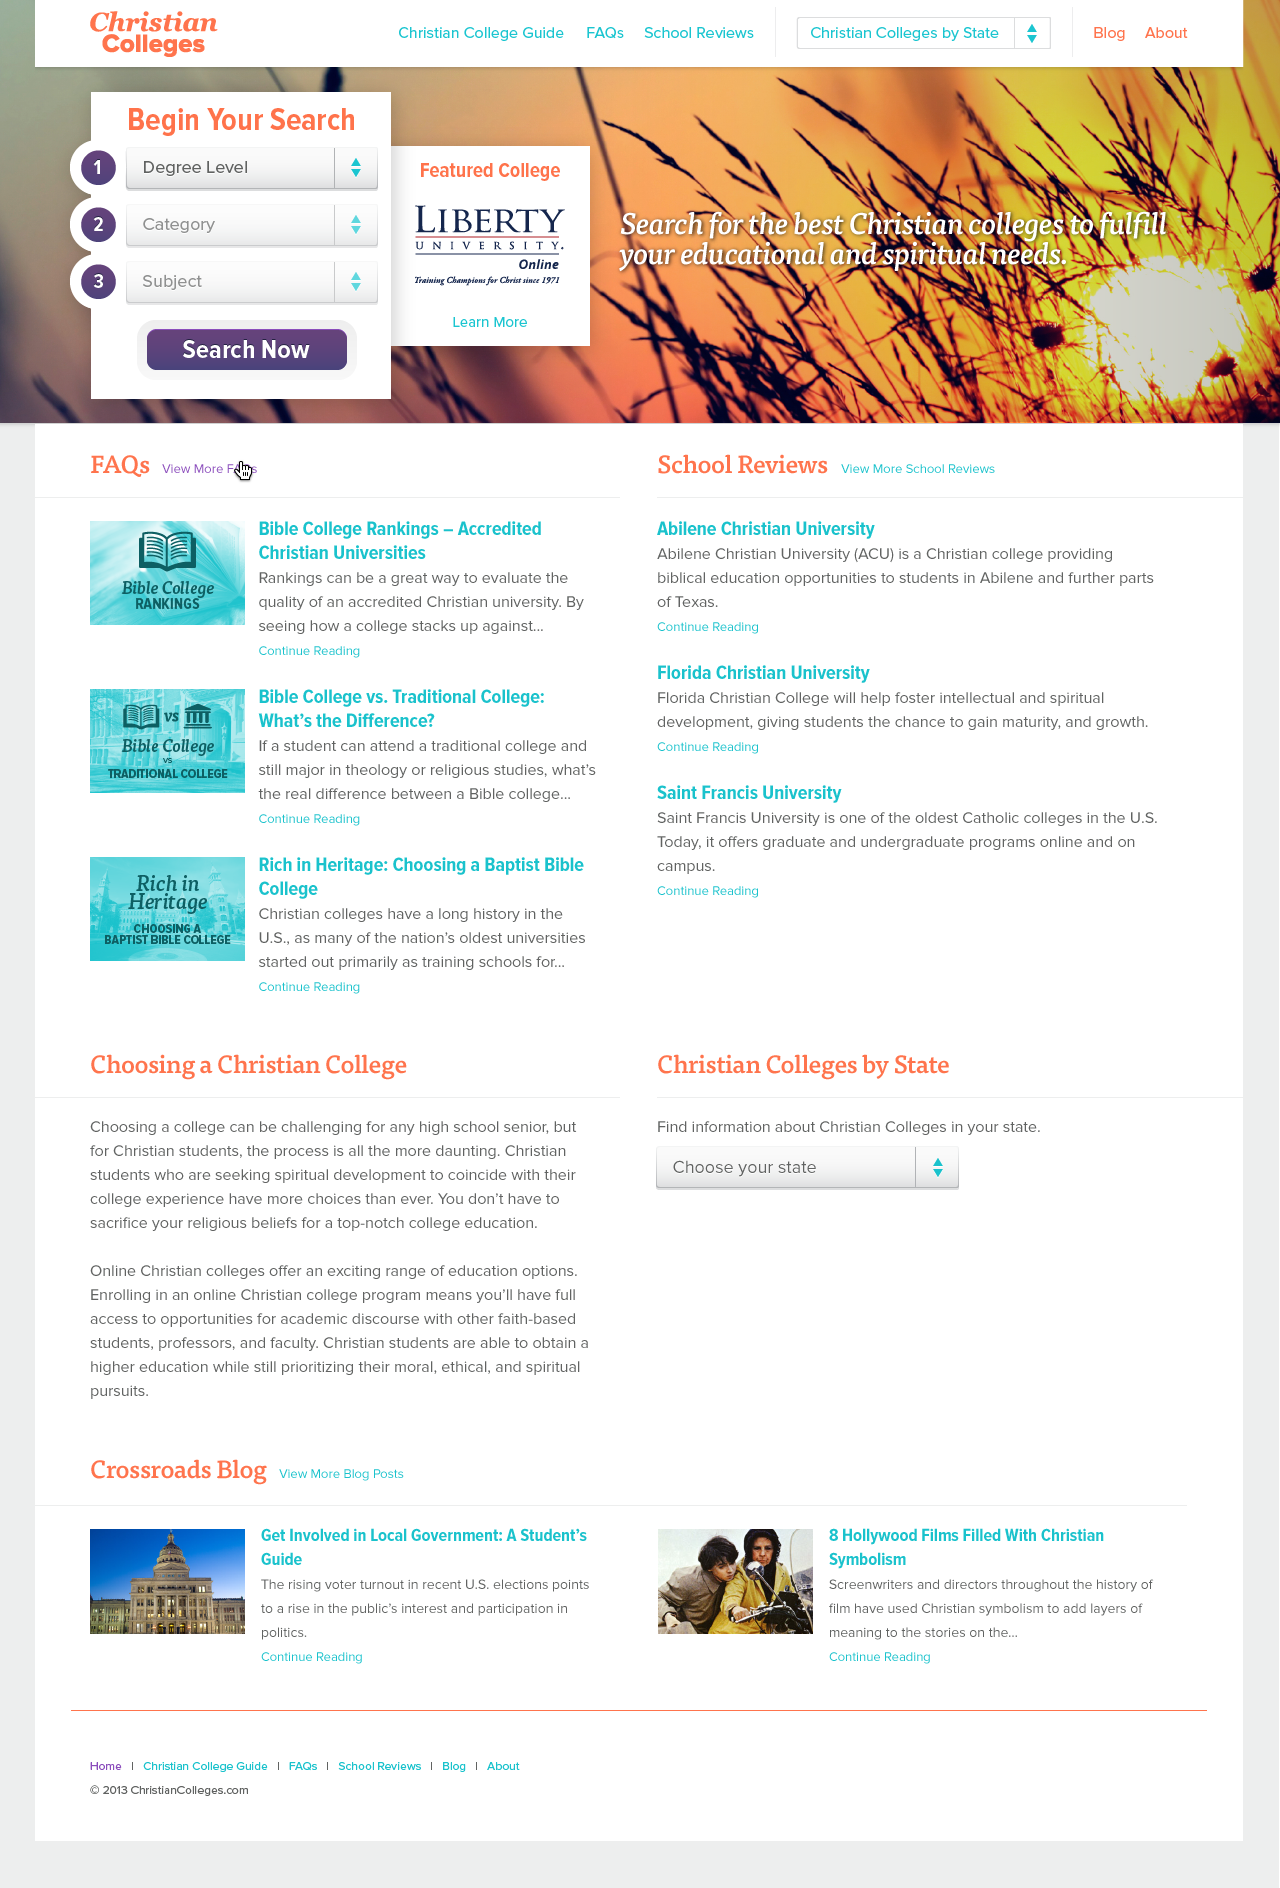 Christian
Colleges
Christian College Guide
FAQs
School Reviews
Christian Colleges by State
Blog
About
Begin Your Search
1
Degree Level
2
Category
3
Subject
Search Now
Featured College
LIBERTY
UNIVERSITY.
Online
Training Champions for Christ since 1971
Learn More
Search for the best Christian colleges to fulfill
your educational and spiritual needs.
FAQs
View More FAQs
Bible College
RANKINGS
Bible College Rankings – Accredited
Christian Universities
Rankings can be a great way to evaluate the
quality of an accredited Christian university. By
seeing how a college stacks up against...
Continue Reading
vs
Bible College
VS
TRADITIONAL COLLEGE
Bible College vs. Traditional College:
What’s the Difference?
If a student can attend a traditional college and
still major in theology or religious studies, what’s
the real difference between a Bible college...
Continue Reading
Rich in
Heritage
CHOOSING A
BAPTIST BIBLE COLLEGE
Rich in Heritage: Choosing a Baptist Bible
College
Christian colleges have a long history in the
U.S., as many of the nation’s oldest universities
started out primarily as training schools for...
Continue Reading
School Reviews
View More School Reviews
Abilene Christian University
Abilene Christian University (ACU) is a Christian college providing
biblical education opportunities to students in Abilene and further parts
of Texas.
Continue Reading
Florida Christian University
Florida Christian College will help foster intellectual and spiritual
development, giving students the chance to gain maturity, and growth.
Continue Reading
Saint Francis University
Saint Francis University is one of the oldest Catholic colleges in the U.S.
Today, it offers graduate and undergraduate programs online and on
campus.
Continue Reading
Choosing a Christian College
Choosing a college can be challenging for any high school senior, but
for Christian students, the process is all the more daunting. Christian
students who are seeking spiritual development to coincide with their
college experience have more choices than ever. You don’t have to
sacrifice your religious beliefs for a top-notch college education.
Online Christian colleges offer an exciting range of education options.
Enrolling in an online Christian college program means you’ll have full
access to opportunities for academic discourse with other faith-based
students, professors, and faculty. Christian students are able to obtain a
higher education while still prioritizing their moral, ethical, and spiritual
pursuits.
Christian Colleges by State
Find information about Christian Colleges in your state.
Choose your state
Crossroads Blog
View More Blog Posts
Get Involved in Local Government: A Student’s
Guide
The rising voter turnout in recent U.S. elections points
to a rise in the public’s interest and participation in
politics.
Continue Reading
8 Hollywood Films Filled With Christian
Symbolism
Screenwriters and directors throughout the history of
film have used Christian symbolism to add layers of
meaning to the stories on the...
Continue Reading
Home | Christian College Guide | FAQs | School Reviews | Blog | About
© 2013 ChristianColleges.com